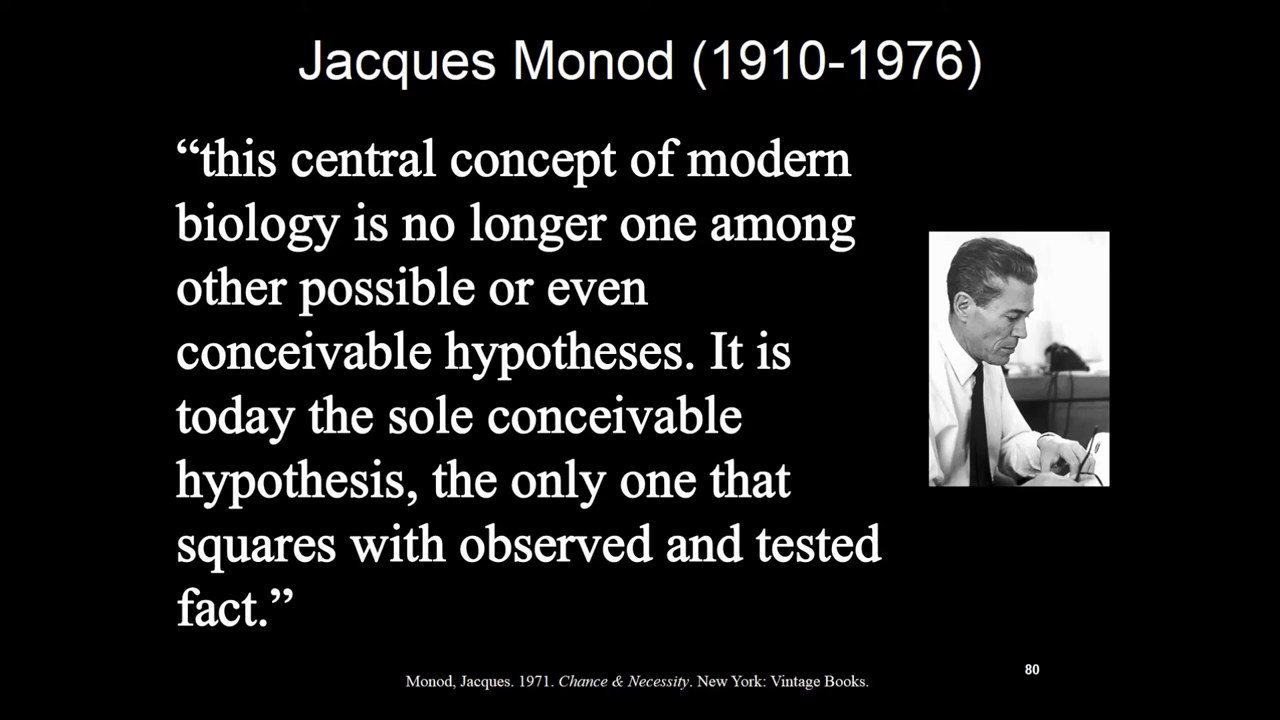 Jacques Monod (1910-1976)
“this central concept of modern
biology is no longer one among
other possible or even
conceivable hypotheses. It is
today the sole conceivable
hypothesis, the only one that
squares with observed and tested
fact.”
80
Monod, Jacques. 1971. Chance & Necessity. New York: Vintage Books.